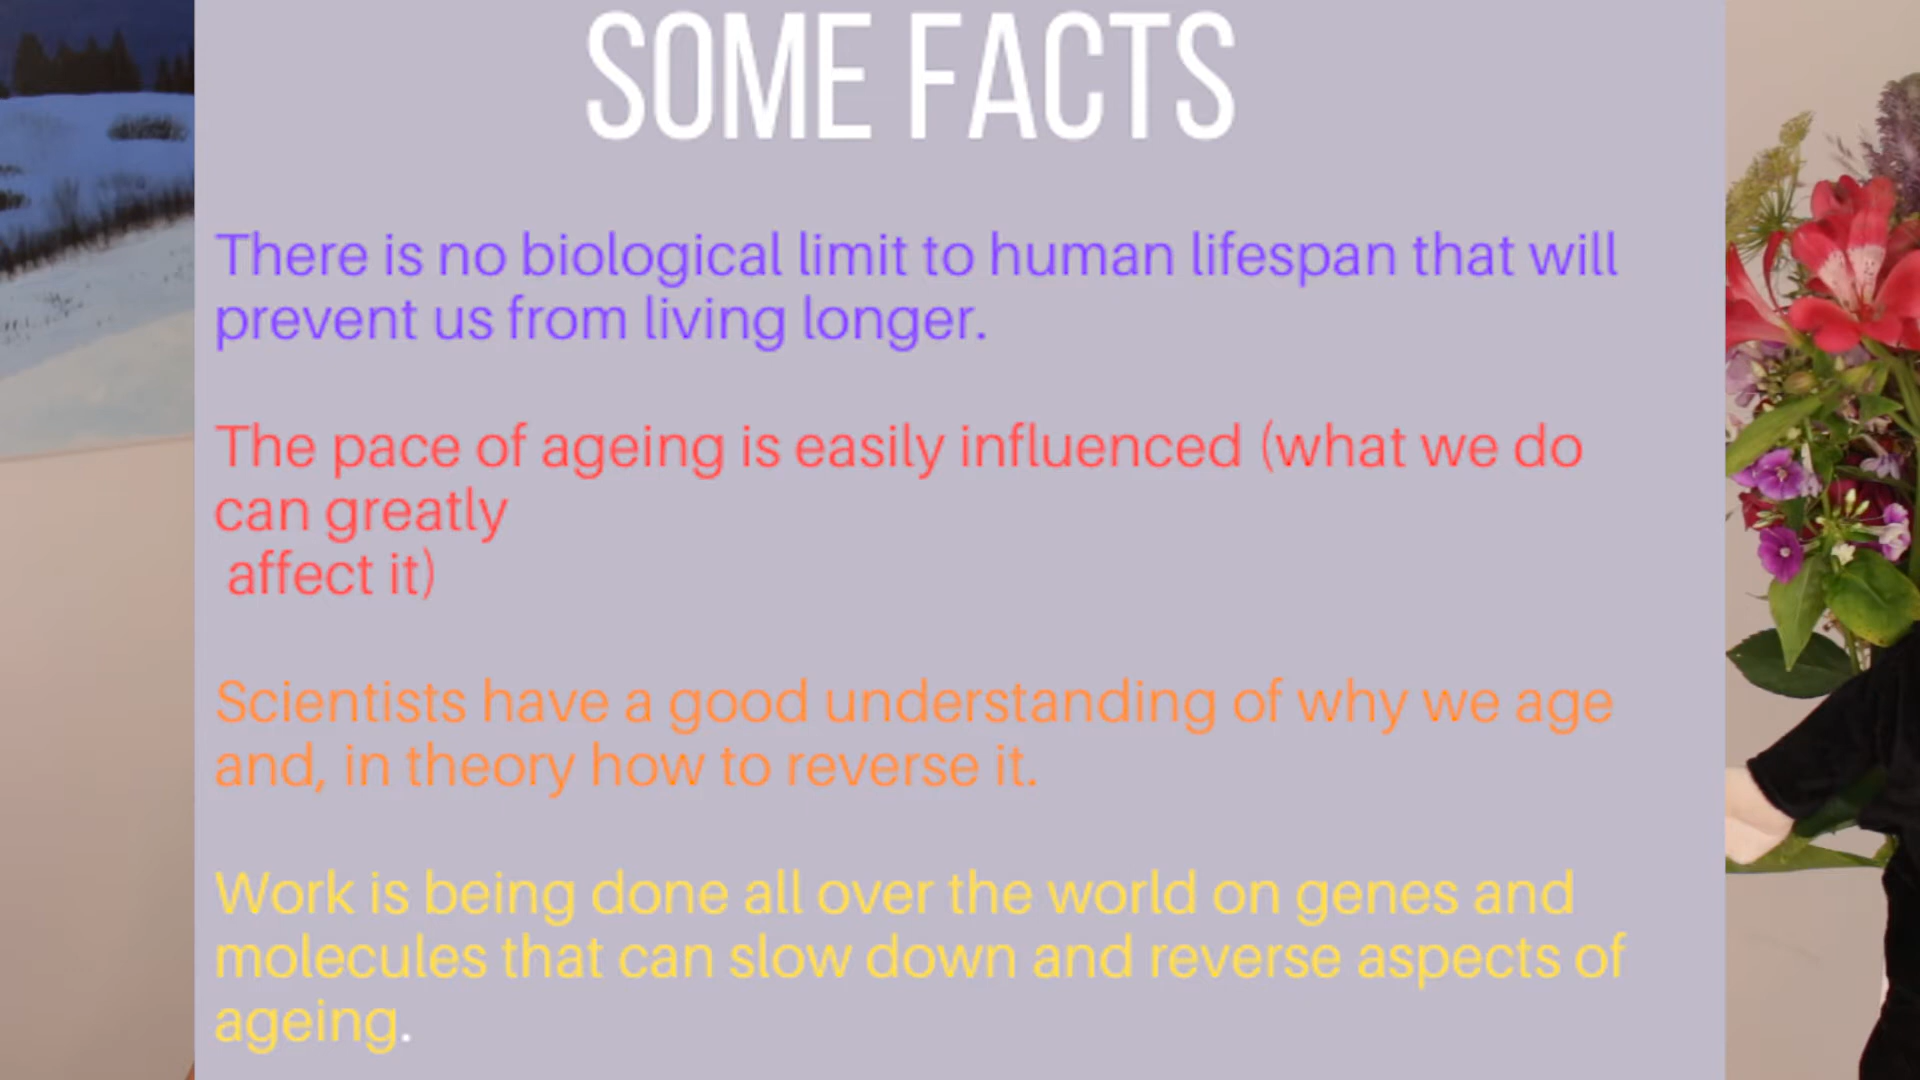 SOME FACTS
There is no biological limit to human lifespan that will
prevent us from living longer.
The pace of ageing is easily influenced (what we do
can greatly
affect it)
Scientists have a good understanding of why we age
and, in theory how to reverse it.
Work is being done all over the world on genes and
molecules that can slow down and reverse aspects of
ageing.